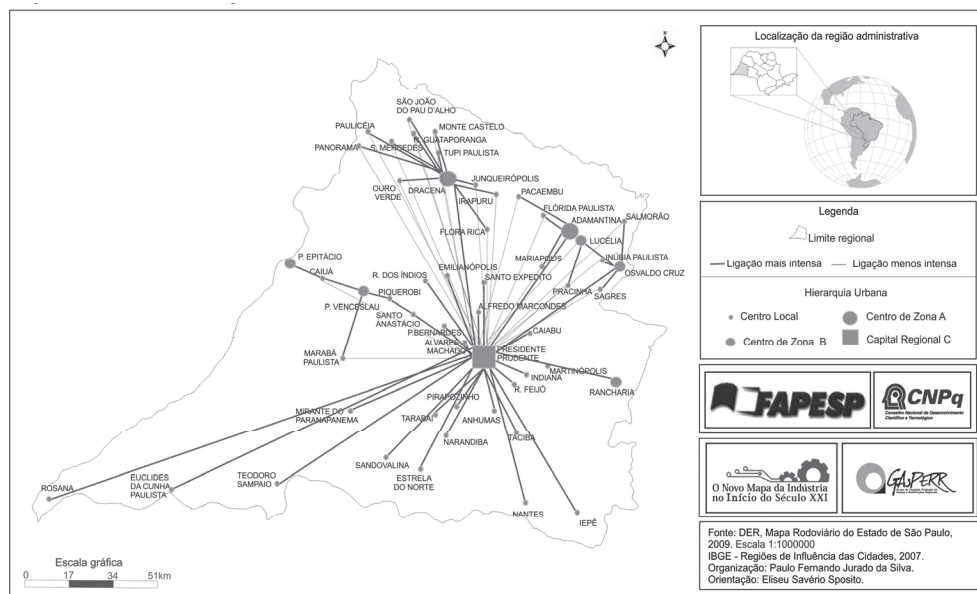 N
SÃO JOÃO
DO PAU D'ALHO
PAULICÉIA
MONTE CASTELO
N. GUATAPORANGA
PANORAMA
S. MERCEDES
TUPI PAULISTA
JUNQUEIRÓPOLIS
OURO
VERDE
DRACENA
IRAPURU
PACAEMBU
FLÓRIDA PAULISTA
ADAMANTINA
SALMORÃO
FLORA RICA
LUCÉLIA
P. EPITÁCIO
CAIUÁ
R. DOS ÍNDIOS
EMILIANÓPOLIS
MARIÁPOLIS
INÚBIA PAULISTA
SANTO EXPEDITO
OSVALDO CRUZ
PIQUEROBI
PRACINHA
SAGRES
P. VENCESLAU
SANTO
ANASTÁCIO
ALFREDO MARCONDES
P.BERNARDES
CAIABU
ALVARES
MACHADO
PRESIDENTE
PRUDENTE
MARABÁ
PAULISTA
MARTINÓPOLIS
INDIANA
R. FEIJÓ
RANCHARIA
PIRAPOZINHO
MIRANTE DO
PARANAPANEMA
TARABAI
ANHUMAS
NARANDIBA
TACIBA
SANDOVALINA
ESTRELA
DO NORTE
TEODORO
SAMPAIO
EUCLIDES
DA CUNHA
PAULISTA
ROSANA
NANTES
IEPÊ
Escala gráfica
0 17 34 51km
Localização da região administrativa
Legenda
Limite regional
Ligação mais intensa
Ligação menos intensa
Hierarquia Urbana
Centro Local
Centro de Zona A
Centro de Zona B
Capital Regional C
FAPESP
CNPq
Conselho Nacional de Desenvolvimento
Científico e Tecnológico
O Novo Mapa da Indústria
no Início do Século XXI
GAsPERR
Fonte: DER, Mapa Rodoviário do Estado de São Paulo,
2009. Escala 1:1000000
IBGE - Regiões de Influência das Cidades, 2007.
Organização: Paulo Fernando Jurado da Silva.
Orientação: Eliseu Savério Sposito.